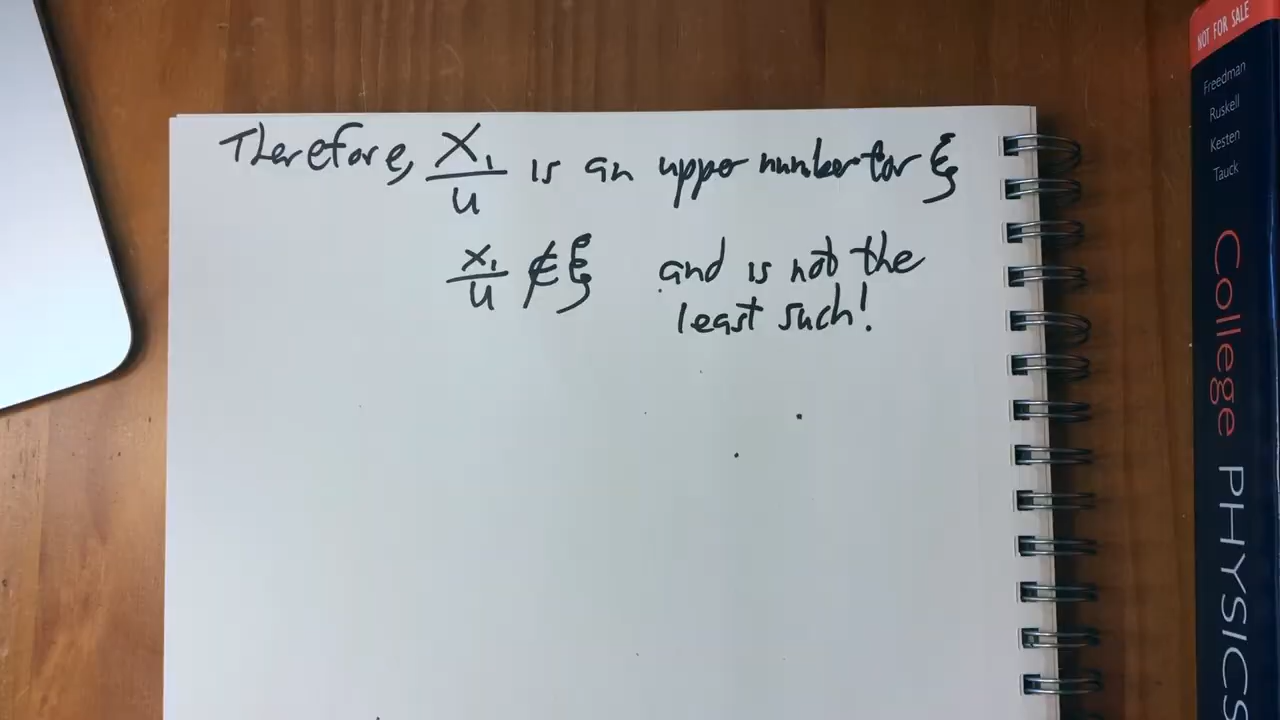 Therefore, X₁/u is an upper number for ξ
x₁/u ∉ ξ and is not the
least such!
NOT FOR SALE
Freedman
Ruskell
Kesten
Tauck
College PHYSICS